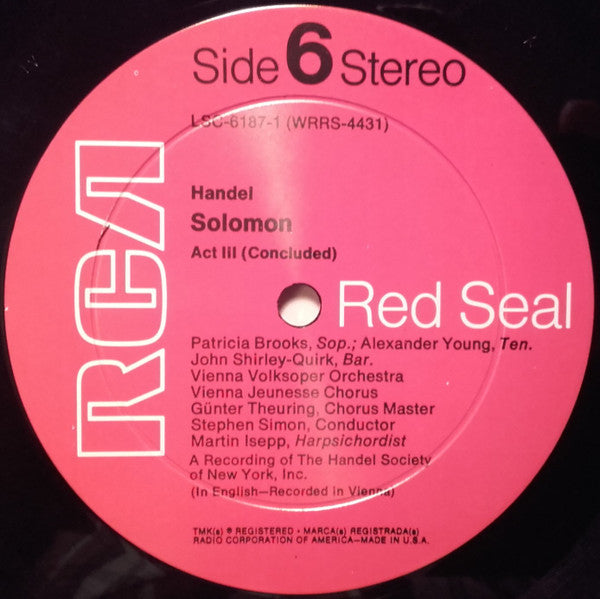 Side 6 Stereo
LSC-6187-1 (WRRS-4431)
Handel
Solomon
Act III (Concluded)
RCA
Red Seal
Patricia Brooks, Sop.; Alexander Young, Ten.
John Shirley-Quirk, Bar.
Vienna Volksoper Orchestra
Vienna Jeunesse Chorus
Günter Theuring, Chorus Master
Stephen Simon, Conductor
Martin Isepp, Harpsichordist
A Recording of The Handel Society
of New York, Inc.
(In English—Recorded in Vienna)
TMK(s) ® REGISTERED • MARCA(s) REGISTRADA(s)
RADIO CORPORATION OF AMERICA—MADE IN U.S.A.